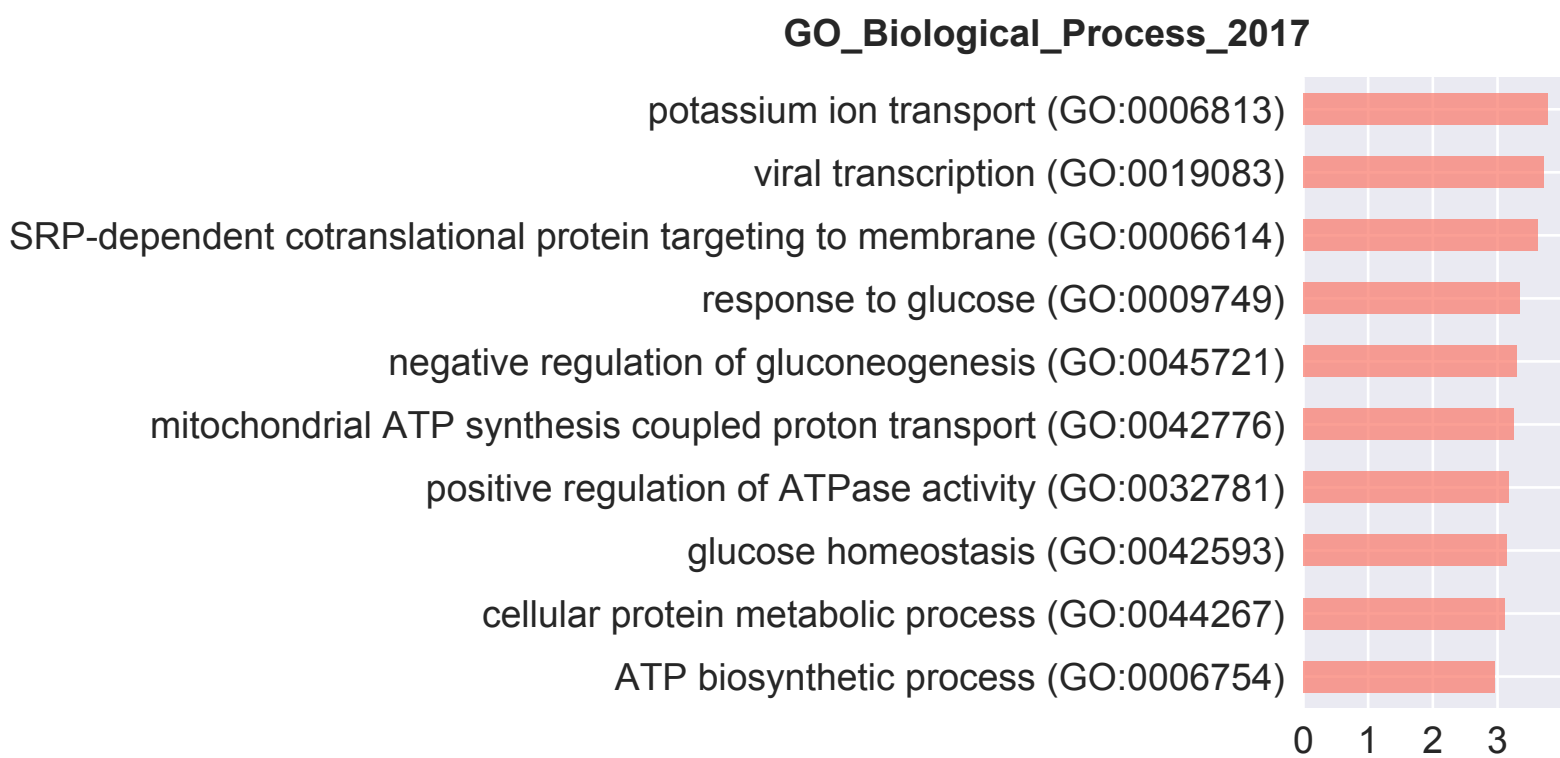 GO_Biological_Process_2017
potassium ion transport (GO:0006813)
viral transcription (GO:0019083)
SRP-dependent cotranslational protein targeting to membrane (GO:0006614)
response to glucose (GO:0009749)
negative regulation of gluconeogenesis (GO:0045721)
mitochondrial ATP synthesis coupled proton transport (GO:0042776)
positive regulation of ATPase activity (GO:0032781)
glucose homeostasis (GO:0042593)
cellular protein metabolic process (GO:0044267)
ATP biosynthetic process (GO:0006754)
0 1 2 3